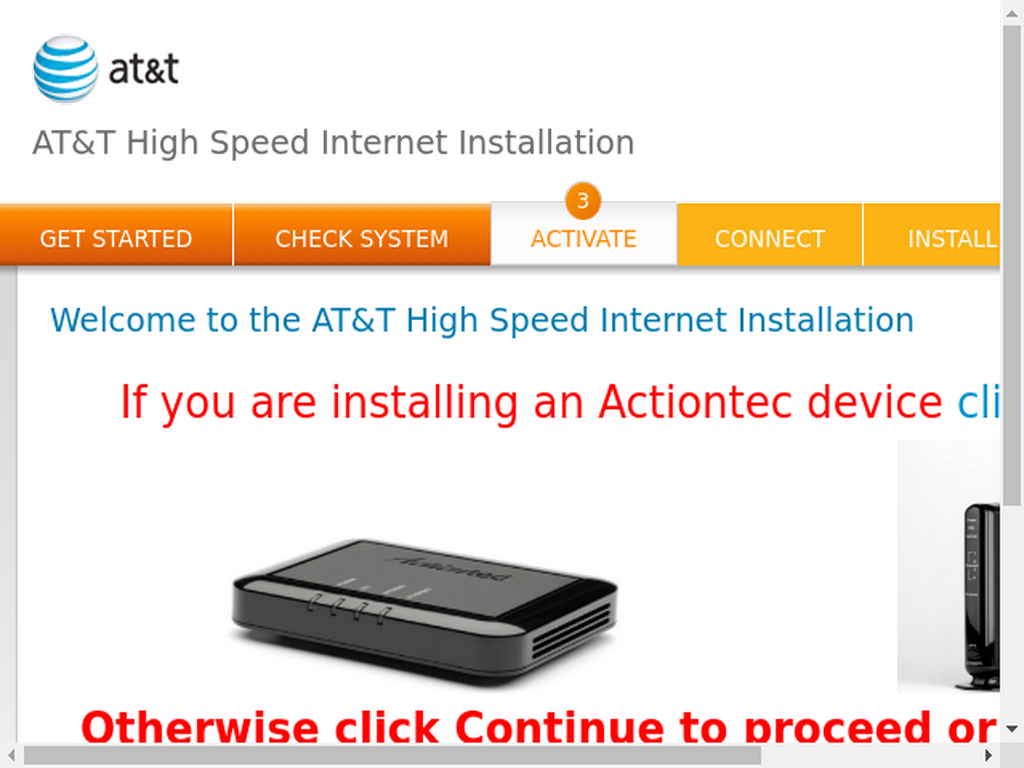 at&t
AT&T High Speed Internet Installation
3
GET STARTED
CHECK SYSTEM
ACTIVATE
CONNECT
INSTALL
Welcome to the AT&T High Speed Internet Installation
If you are installing an Actiontec device cli
Actiontec
Otherwise click Continue to proceed or